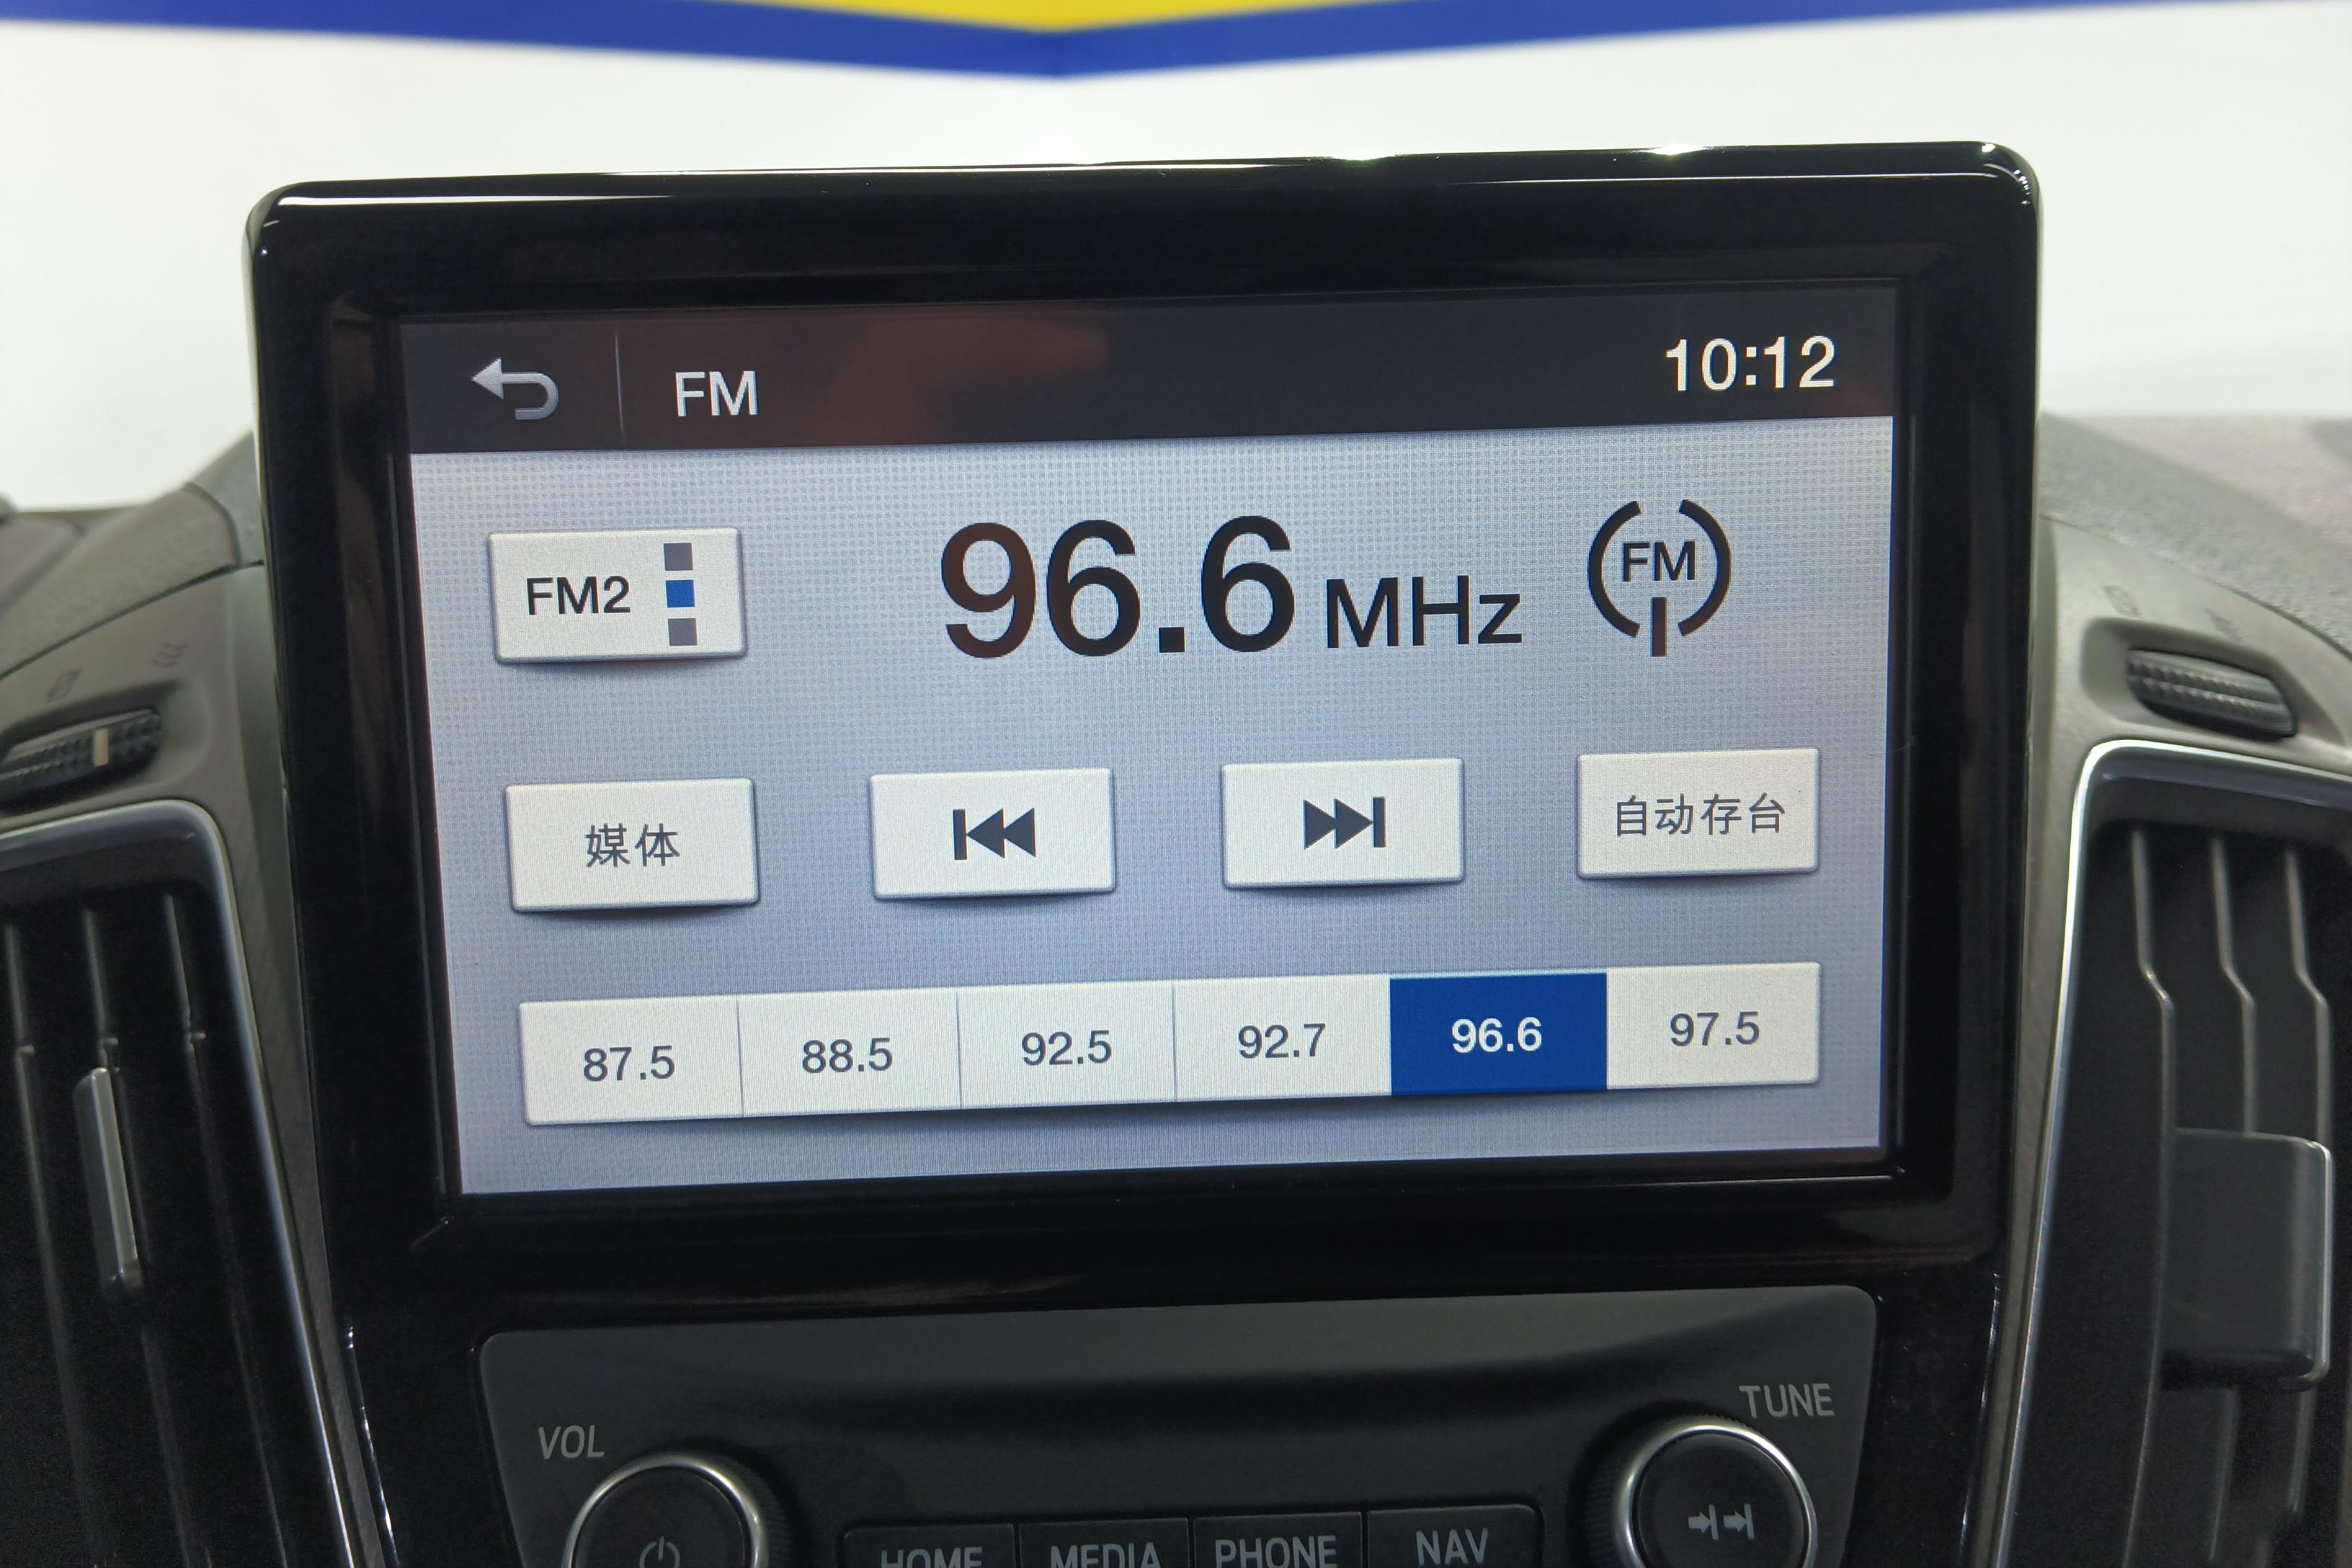 FM 10:12
FM2 96.6 MHz FM
媒体 自动存台
87.5 88.5 92.5 92.7 96.6 97.5
VOL TUNE
HOME MEDIA PHONE NAV